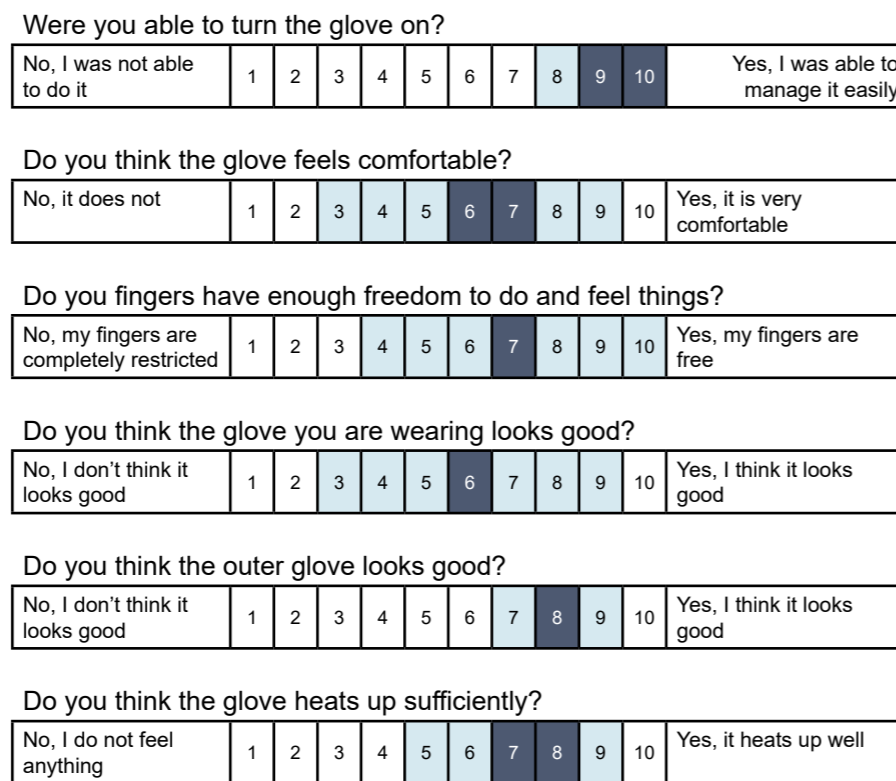 Were you able to turn the glove on?
No, I was not able
to do it
1 2 3 4 5 6 7 8 9 10
Yes, I was able to
manage it easily
Do you think the glove feels comfortable?
No, it does not
1 2 3 4 5 6 7 8 9 10
Yes, it is very
comfortable
Do you fingers have enough freedom to do and feel things?
No, my fingers are
completely restricted
1 2 3 4 5 6 7 8 9 10
Yes, my fingers are
free
Do you think the glove you are wearing looks good?
No, I don’t think it
looks good
1 2 3 4 5 6 7 8 9 10
Yes, I think it looks
good
Do you think the outer glove looks good?
No, I don’t think it
looks good
1 2 3 4 5 6 7 8 9 10
Yes, I think it looks
good
Do you think the glove heats up sufficiently?
No, I do not feel
anything
1 2 3 4 5 6 7 8 9 10
Yes, it heats up well